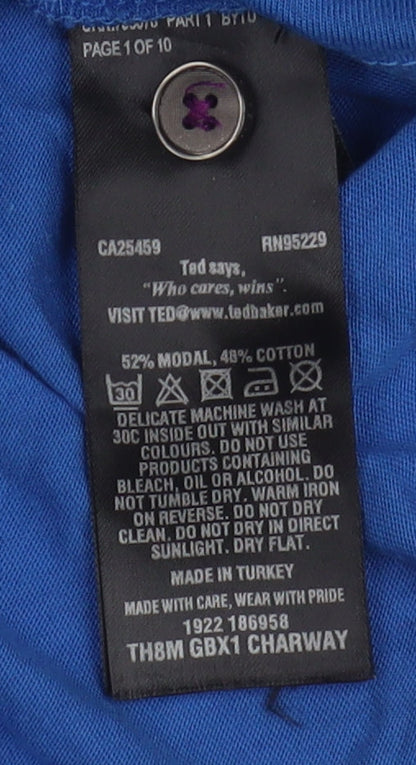 PART 1 BY10
PAGE 1 OF 10
CA25459 RN95229
Ted says,
"Who cares, wins".
VISIT TED@www.tedbaker.com
52% MODAL, 48% COTTON
30
DELICATE MACHINE WASH AT
30C INSIDE OUT WITH SIMILAR
COLOURS. DO NOT USE
PRODUCTS CONTAINING
BLEACH, OIL OR ALCOHOL. DO
NOT TUMBLE DRY. WARM IRON
ON REVERSE. DO NOT DRY
CLEAN. DO NOT DRY IN DIRECT
SUNLIGHT. DRY FLAT.
MADE IN TURKEY
MADE WITH CARE, WEAR WITH PRIDE
1922 186958
TH8M GBX1 CHARWAY